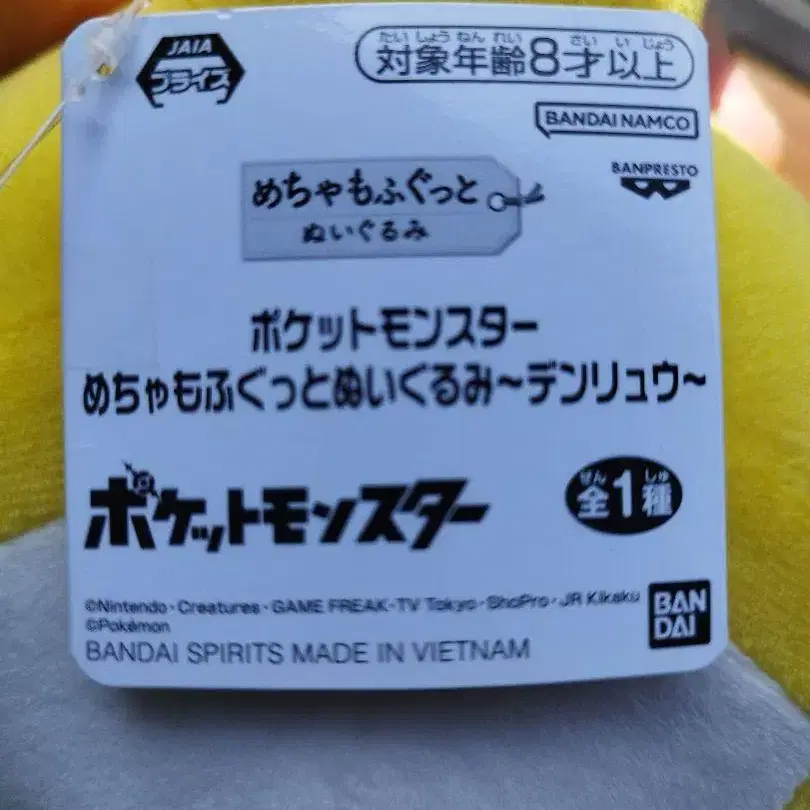 JAIA
プライズ
たいしょうねんれい さい いじょう
対象年齢8才以上
BANDAI NAMCO
BANPRESTO
めちゃもふぐっと
ぬいぐるみ
ポケットモンスター
めちゃもふぐっとぬいぐるみ~デンリュウ~
ポケットモンスター
ぜん しゅ
全1種
©Nintendo・Creatures・GAME FREAK・TV Tokyo・ShoPro・JR Kikaku
©Pokémon
BANDAI SPIRITS MADE IN VIETNAM
BAN
DAI